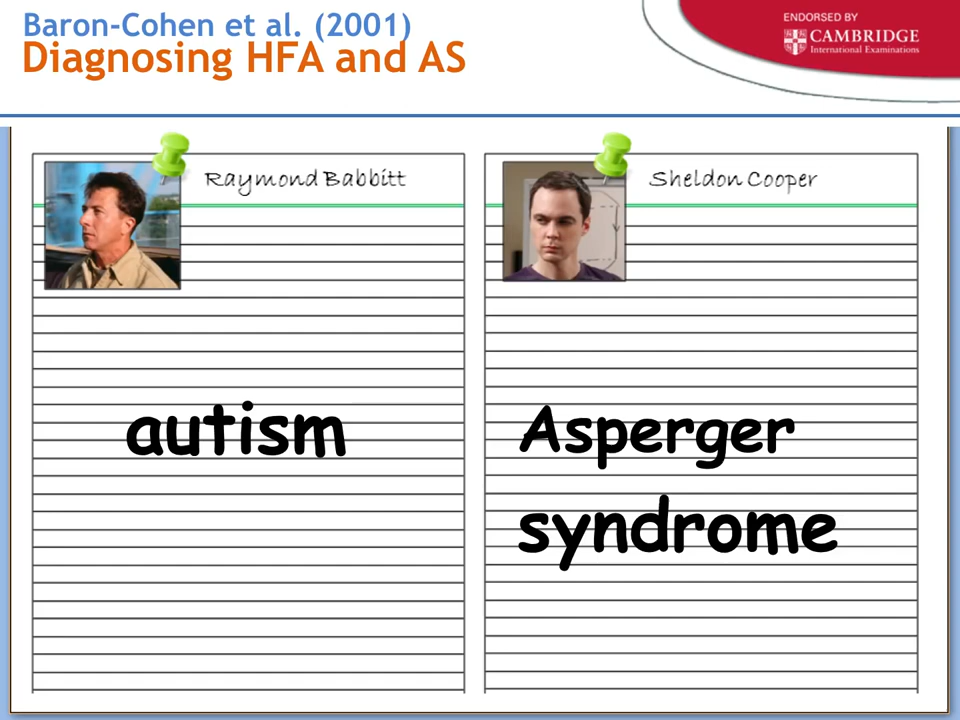 Baron-Cohen et al. (2001)
Diagnosing HFA and AS
ENDORSED BY
CAMBRIDGE
International Examinations
Raymond Babbitt
Sheldon Cooper
autism
Asperger
syndrome